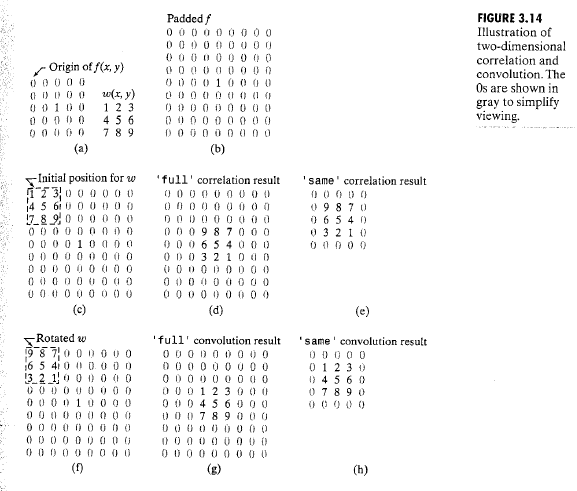 FIGURE 3.14
Illustration of
two-dimensional
correlation and
convolution. The
0s are shown in
gray to simplify
viewing.
Padded f
0 0 0 0 0 0 0 0 0
0 0 0 0 0 0 0 0 0
0 0 0 0 0 0 0 0 0
0 0 0 0 0 0 0 0 0
0 0 0 0 1 0 0 0 0
0 0 0 0 0 0 0 0 0
0 0 0 0 0 0 0 0 0
0 0 0 0 0 0 0 0 0
0 0 0 0 0 0 0 0 0
(b)
Origin of f(x, y)
0 0 0 0 0
0 0 0 0 0 w(x, y)
0 0 1 0 0 1 2 3
0 0 0 0 0 4 5 6
0 0 0 0 0 7 8 9
(a)
Initial position for w
1 2 3 0 0 0 0 0 0
4 5 6 0 0 0 0 0 0
7 8 9 0 0 0 0 0 0
0 0 0 0 0 0 0 0 0
0 0 0 0 1 0 0 0 0
0 0 0 0 0 0 0 0 0
0 0 0 0 0 0 0 0 0
0 0 0 0 0 0 0 0 0
0 0 0 0 0 0 0 0 0
(c)
'full' correlation result
0 0 0 0 0 0 0 0 0
0 0 0 0 0 0 0 0 0
0 0 0 0 0 0 0 0 0
0 0 0 9 8 7 0 0 0
0 0 0 6 5 4 0 0 0
0 0 0 3 2 1 0 0 0
0 0 0 0 0 0 0 0 0
0 0 0 0 0 0 0 0 0
0 0 0 0 0 0 0 0 0
(d)
'same' correlation result
0 0 0 0 0
0 9 8 7 0
0 6 5 4 0
0 3 2 1 0
0 0 0 0 0
(e)
Rotated w
9 8 7 0 0 0 0 0 0
6 5 4 0 0 0 0 0 0
3 2 1 0 0 0 0 0 0
0 0 0 0 0 0 0 0 0
0 0 0 0 1 0 0 0 0
0 0 0 0 0 0 0 0 0
0 0 0 0 0 0 0 0 0
0 0 0 0 0 0 0 0 0
0 0 0 0 0 0 0 0 0
(f)
'full' convolution result
0 0 0 0 0 0 0 0 0
0 0 0 0 0 0 0 0 0
0 0 0 0 0 0 0 0 0
0 0 0 1 2 3 0 0 0
0 0 0 4 5 6 0 0 0
0 0 0 7 8 9 0 0 0
0 0 0 0 0 0 0 0 0
0 0 0 0 0 0 0 0 0
0 0 0 0 0 0 0 0 0
(g)
'same' convolution result
0 0 0 0 0
0 1 2 3 0
0 4 5 6 0
0 7 8 9 0
0 0 0 0 0
(h)